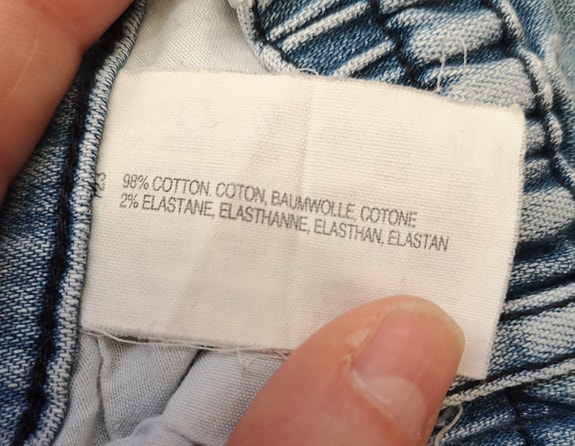 98% COTTON. COTON, BAUMWOLLE, COTONE
2% ELASTANE, ELASTHANNE, ELASTHAN, ELASTAN